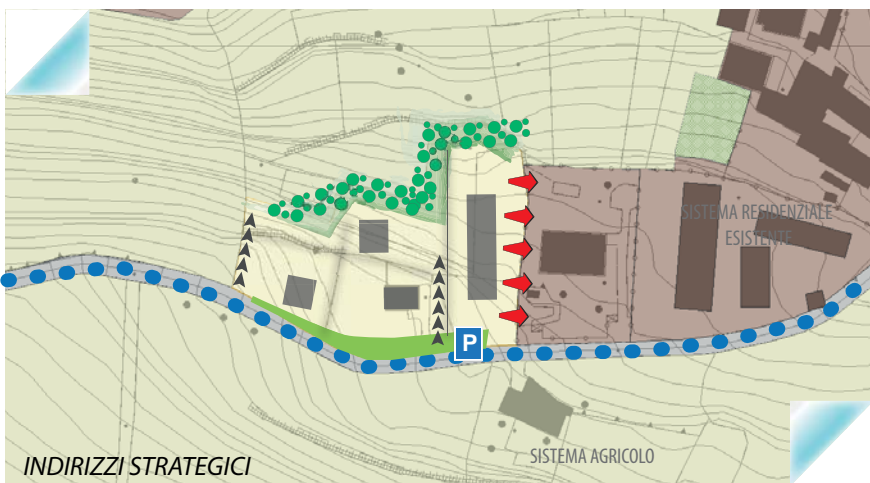 SISTEMA RESIDENZIALE
ESISTENTE
P
SISTEMA AGRICOLO
INDIRIZZI STRATEGICI